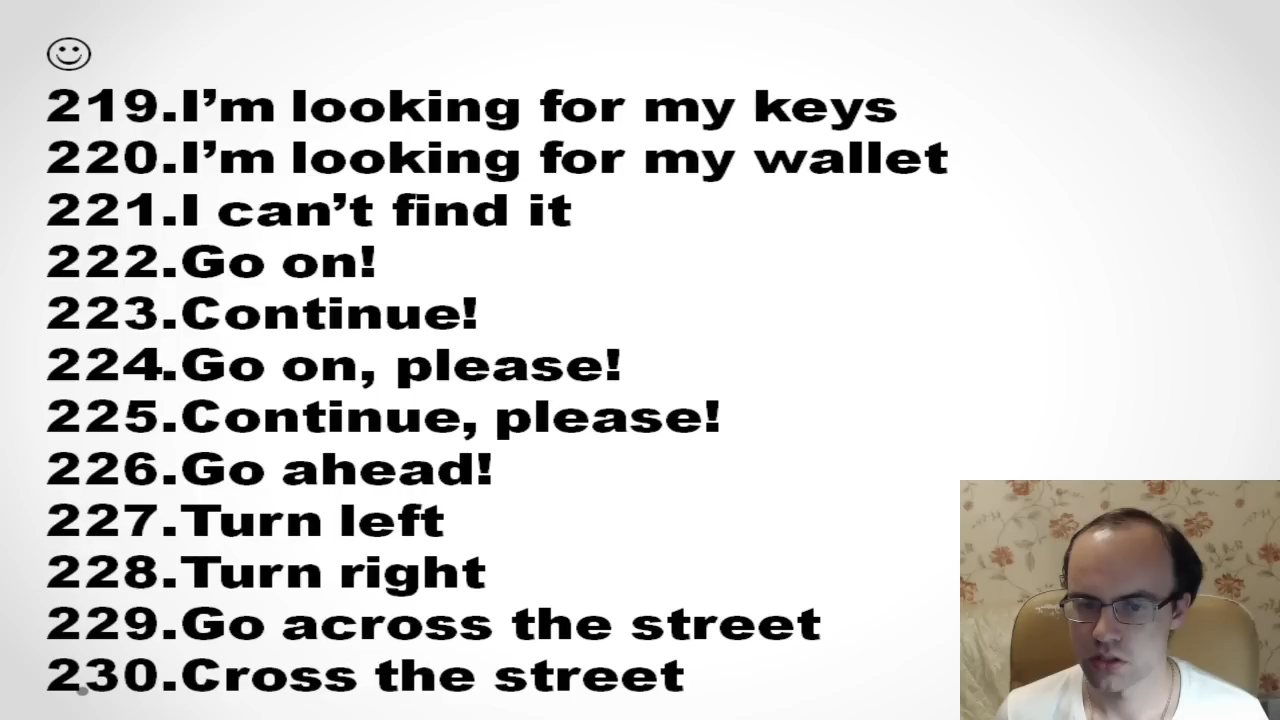 219.I’m looking for my keys
220.I’m looking for my wallet
221.I can’t find it
222.Go on!
223.Continue!
224.Go on, please!
225.Continue, please!
226.Go ahead!
227.Turn left
228.Turn right
229.Go across the street
230.Cross the street